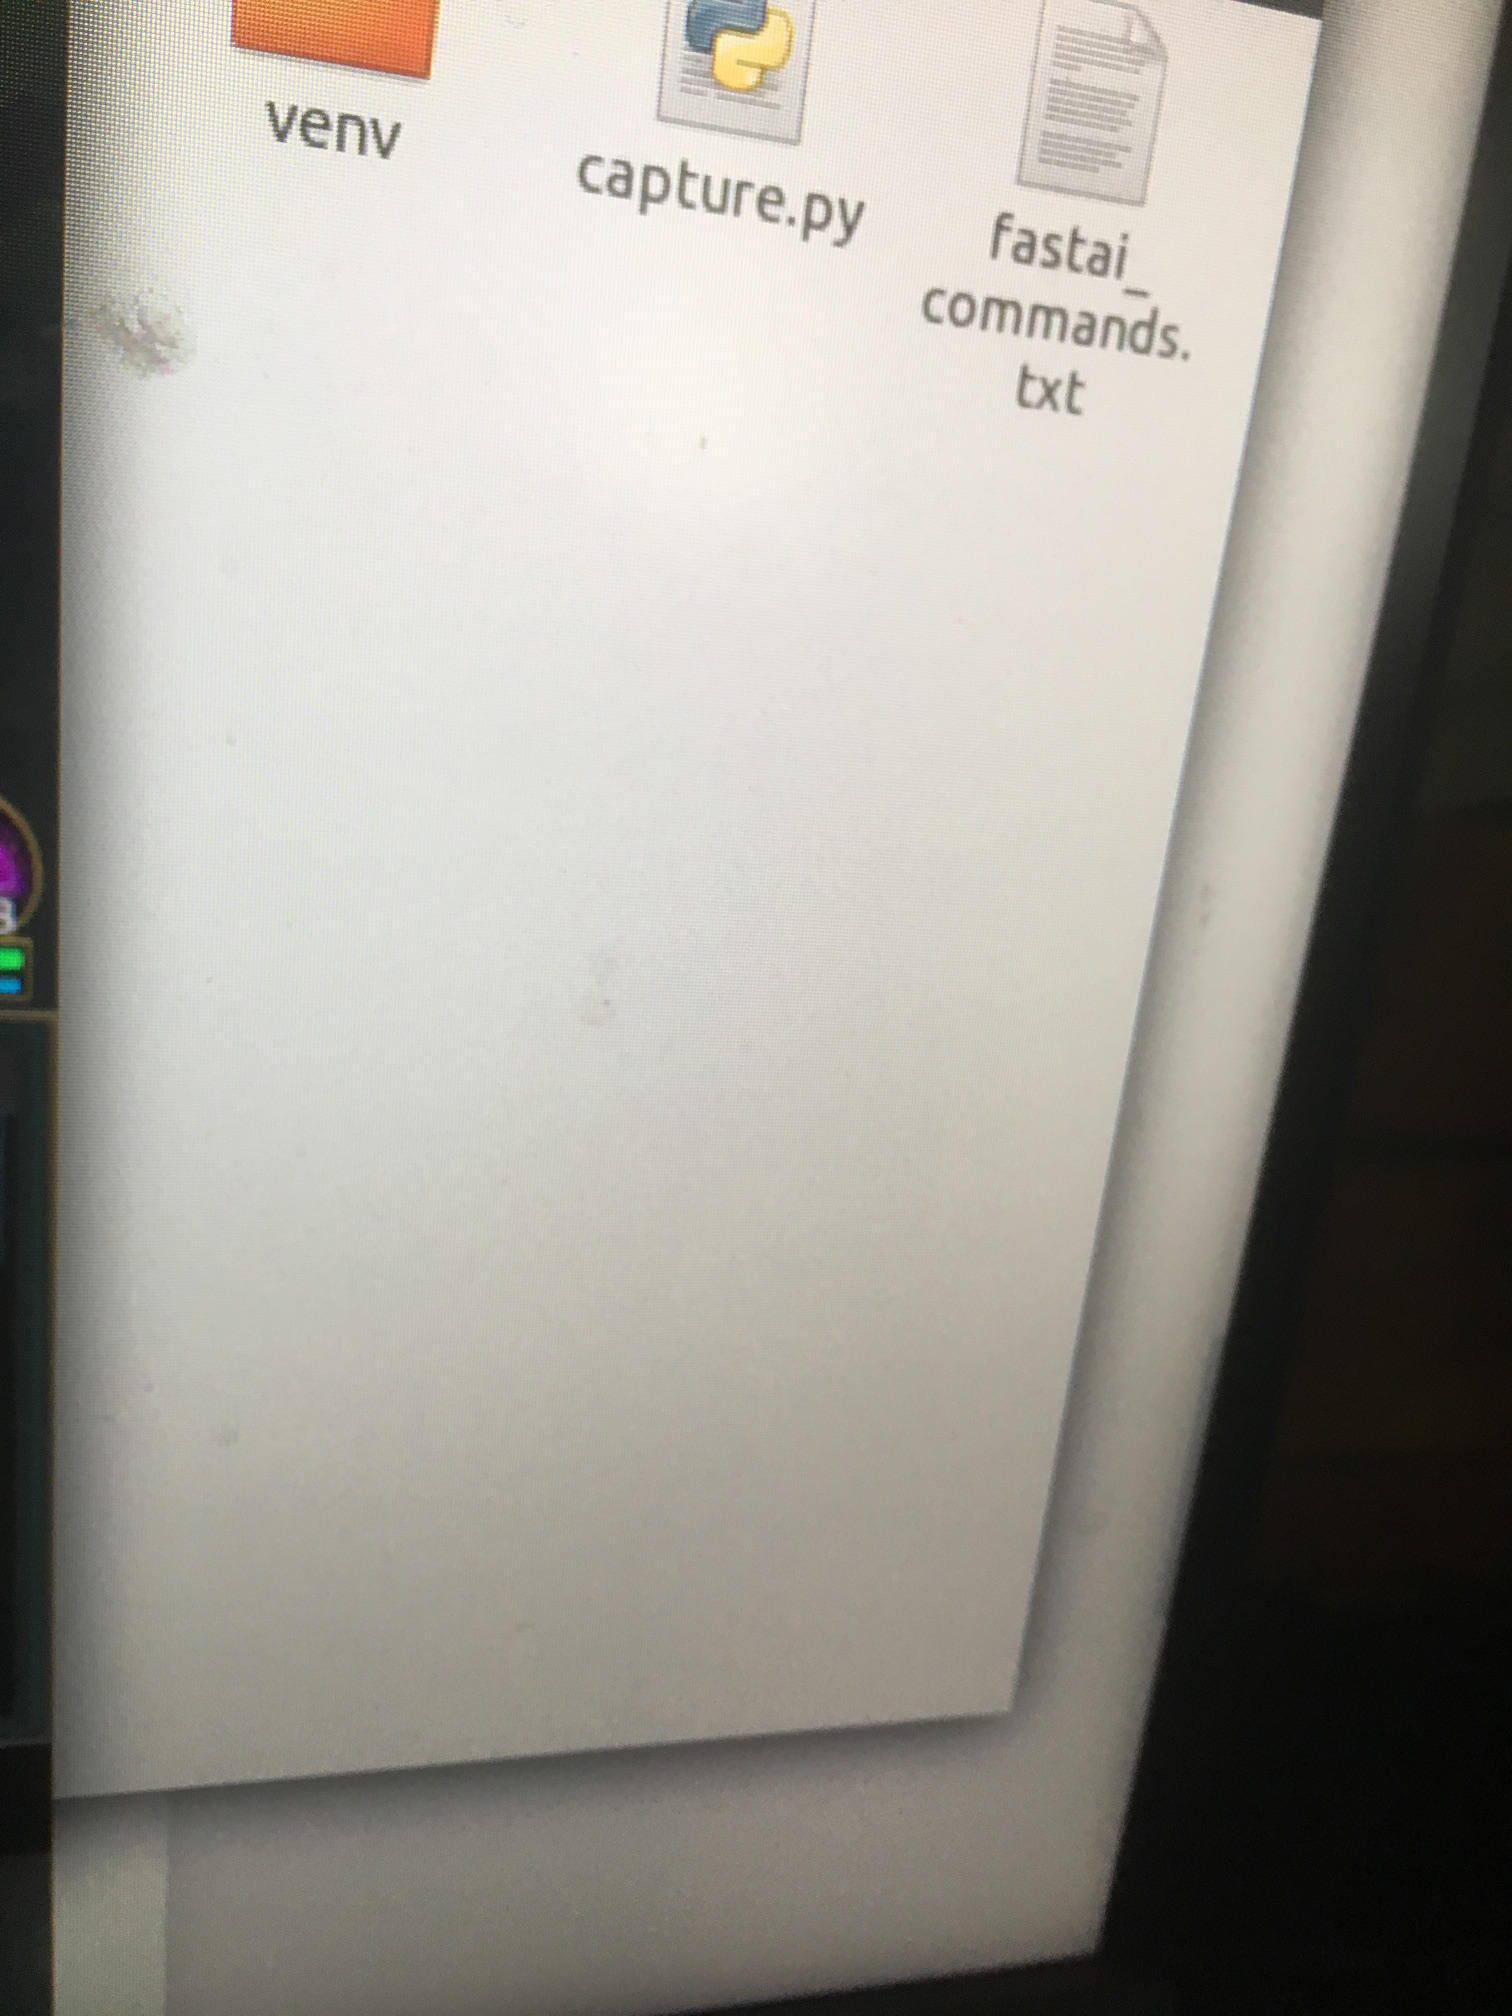 venv
capture.py
fastai_
commands.
txt